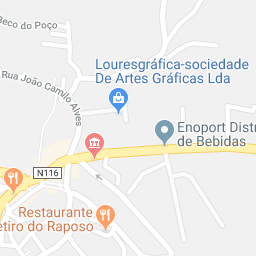 Beco do Poço
Louresgráfica-sociedade
De Artes Gráficas Lda
Rua João Camilo Alves
Enoport Distri
de Bebidas
N116
Restaurante
etiro do Raposo